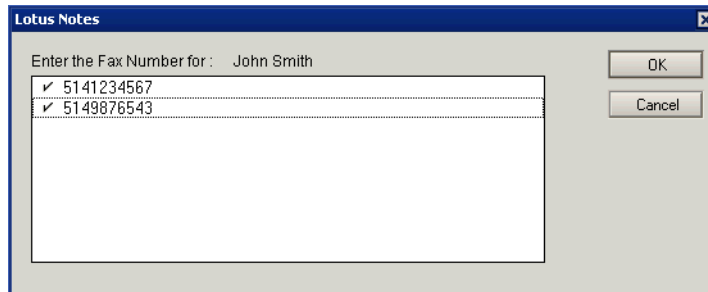 Lotus Notes
Enter the Fax Number for : John Smith
OK
5141234567
5149876543
Cancel